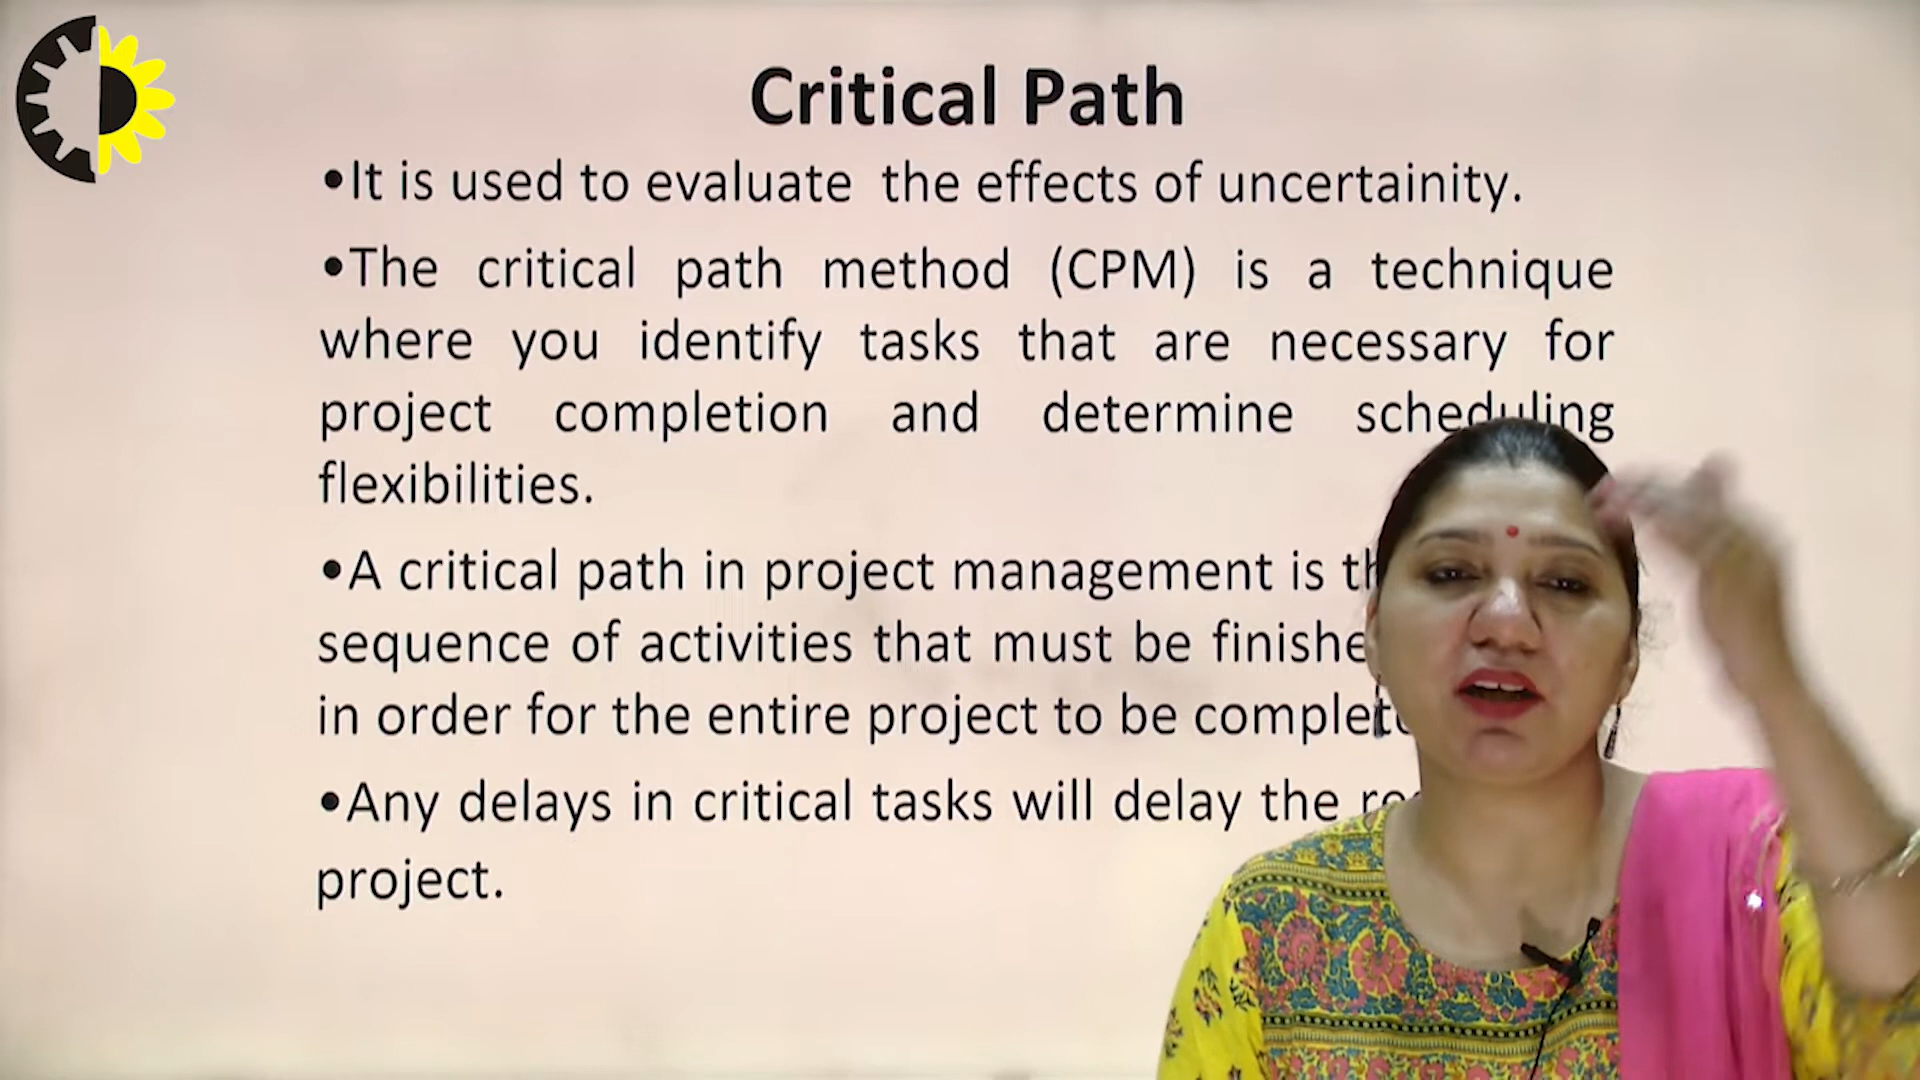 Critical Path
•It is used to evaluate the effects of uncertainity.
•The critical path method (CPM) is a technique
where you identify tasks that are necessary for
project completion and determine scheduling
flexibilities.
•A critical path in project management is
sequence of activities that must be
in order for the entire project to be
•Any delays in critical tasks will delay the
project.